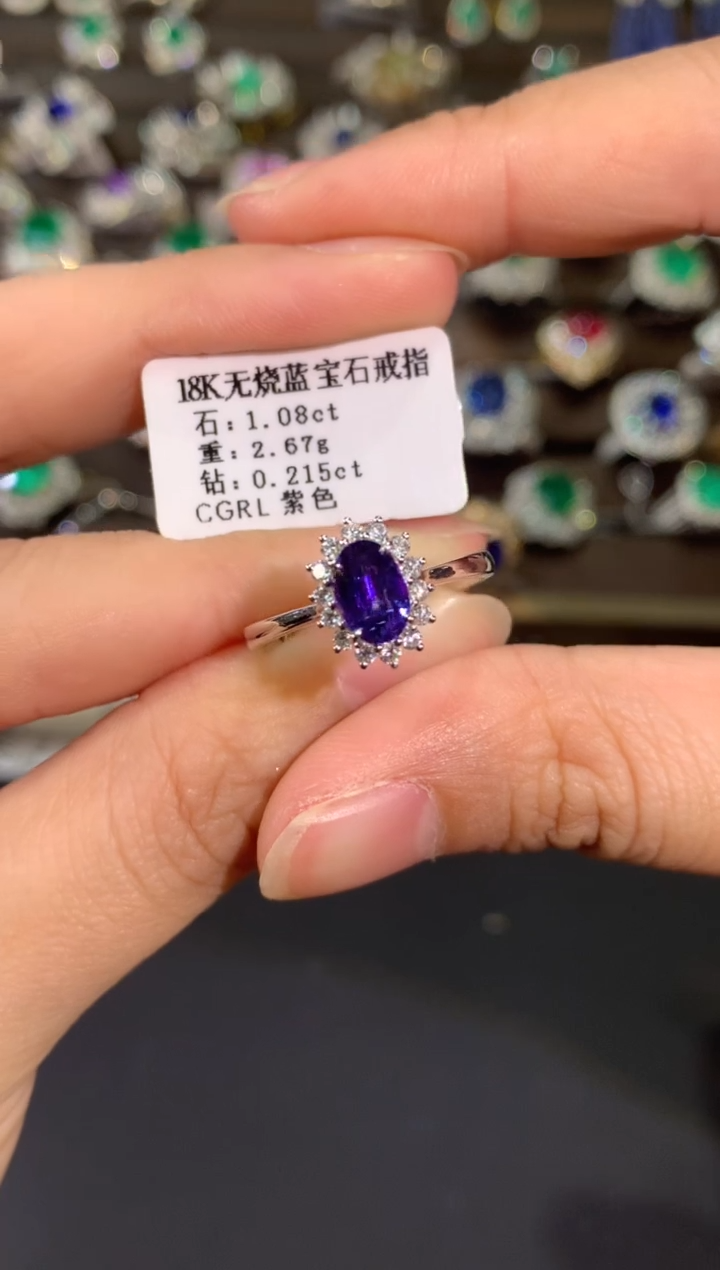 18K无烧蓝宝石戒指
石：1.08ct
重：2.67g
钻：0.215ct
CGRL 紫色